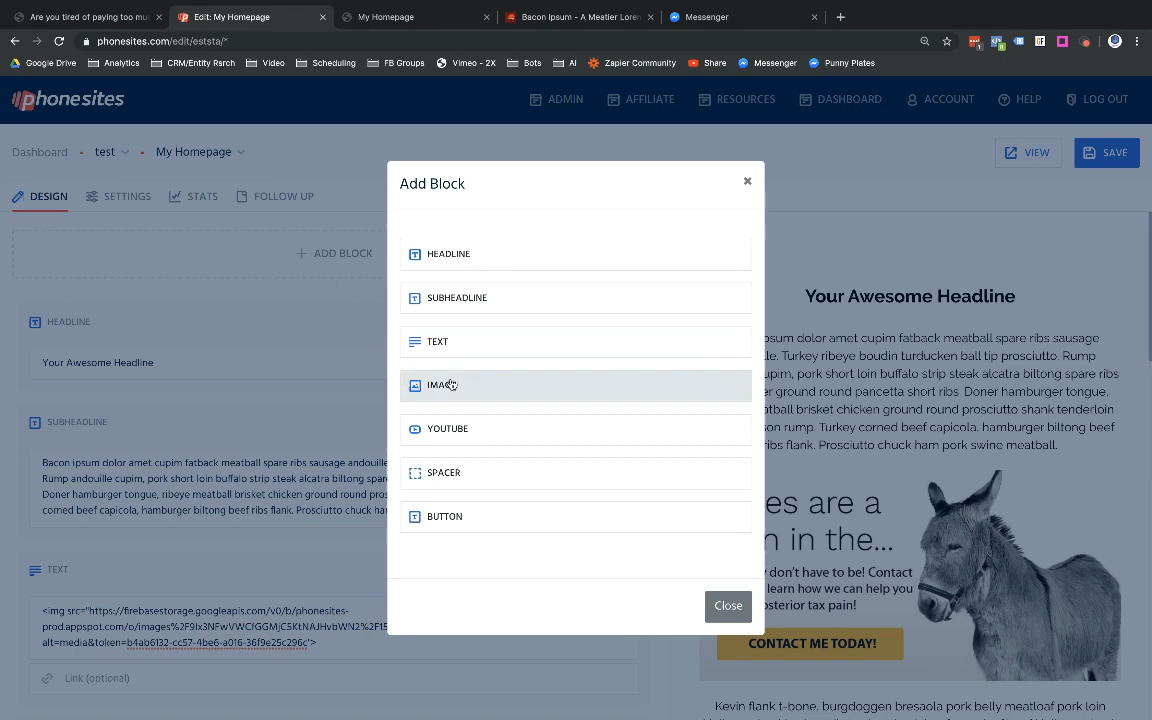 Are you tired of paying too mu
Edit: My Homepage
My Homepage
Bacon Ipsum - A Meatier Loren
Messenger
phonesites.com/edit/eststa/*
Google Drive
Analytics
CRM/Entity Rsrch
Video
Scheduling
FB Groups
Vimeo - 2X
Bots
AI
Zapier Community
Share
Messenger
Punny Plates
phonesites
ADMIN
AFFILIATE
RESOURCES
DASHBOARD
ACCOUNT
HELP
LOG OUT
Dashboard - test - My Homepage
VIEW
SAVE
DESIGN
SETTINGS
STATS
FOLLOW UP
+ ADD BLOCK
HEADLINE
Your Awesome Headline
SUBHEADLINE
Bacon ipsum dolor amet cupim fatback meatball spare ribs sausage andouille
Rump andouille cupim, pork short loin buffalo strip steak alcatra biltong spare
Doner hamburger tongue, ribeye meatball brisket chicken ground round pros
corned beef capicola, hamburger biltong beef ribs flank. Prosciutto chuck ha
TEXT
<img src="https://firebasestorage.googleapis.com/v0/b/phonesites-
alt=media&token=b4ab6132-cc57-4be6-a016-36f9e25c296c">
Link (optional)
Add Block
×
HEADLINE
SUBHEADLINE
TEXT
YOUTUBE
SPACER
BUTTON
Close
Your Awesome Headline
psum dolor amet cupim fatback meatball spare ribs sausage
le. Turkey ribeye boudin turducken ball tip prosciutto. Rump
upim, pork short loin buffalo strip steak alcatra biltong spare ribs
er ground round pancetta short ribs. Doner hamburger tongue,
atball brisket chicken ground round prosciutto shank tenderloin
son rump. Turkey corned beef capicola, hamburger biltong beef
ribs flank. Prosciutto chuck ham pork swine meatball.
es are a
n in the...
y don't have to be! Contact
learn how we can help you
osterior tax pain!
CONTACT ME TODAY!
Kevin flank t-bone, burgdoggen bresaola pork belly meatloaf pork loin